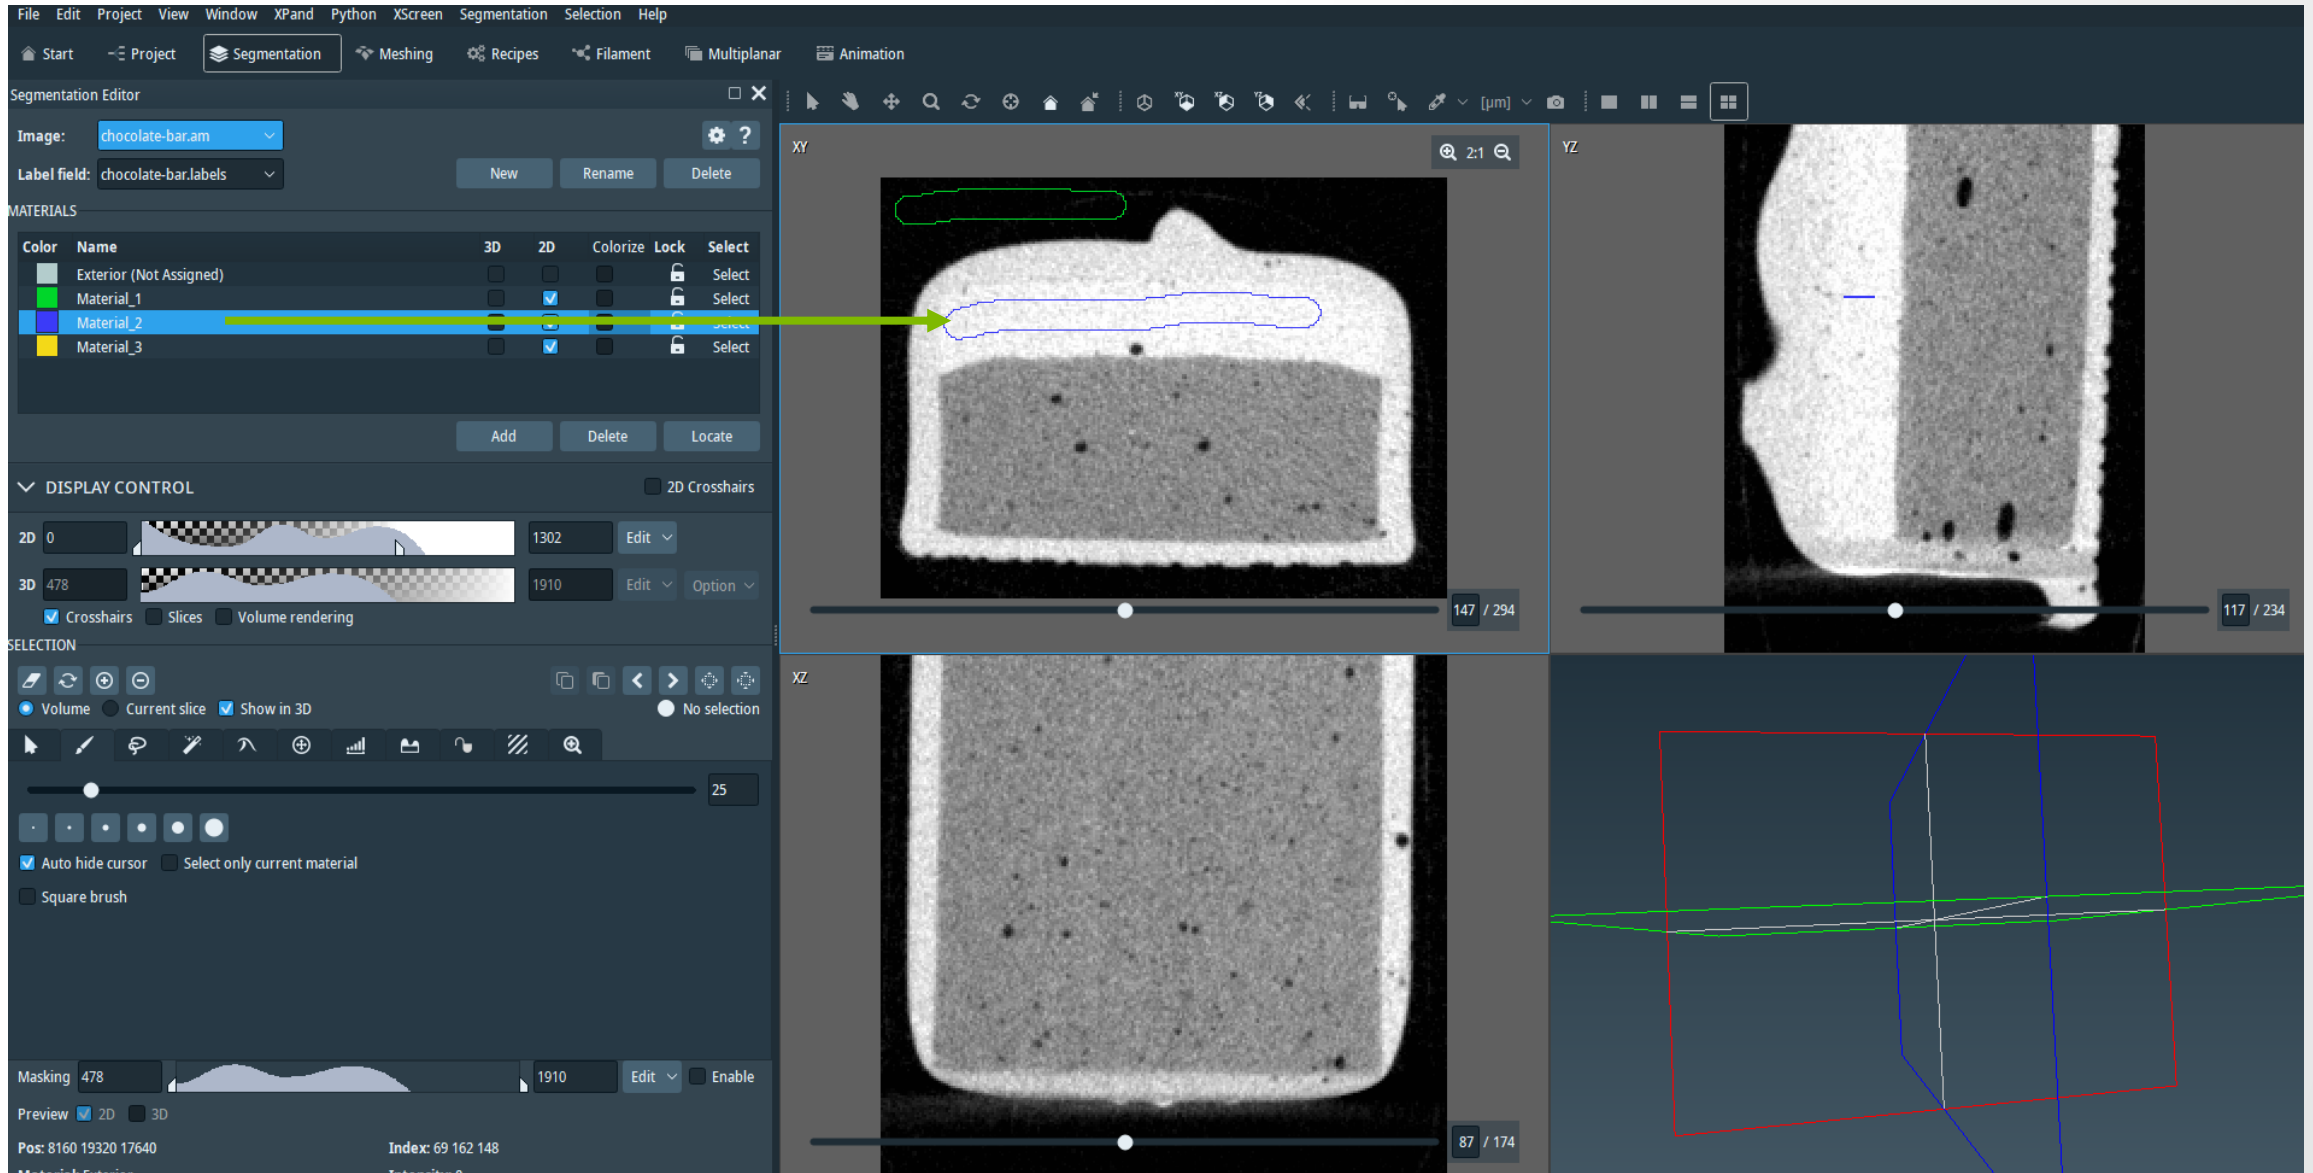 File Edit Project View Window XPand Python XScreen Segmentation Selection Help
Start Project Segmentation Meshing Recipes Filament Multiplanar Animation
Segmentation Editor
Image: chocolate-bar.am
Label field: chocolate-bar.labels New Rename Delete
MATERIALS
Color Name 3D 2D Colorize Lock Select
Exterior (Not Assigned) Select
Material_1 Select
Material_2
Material_3 Select
Add Delete Locate
DISPLAY CONTROL 2D Crosshairs
2D 0 1302 Edit
3D 478 1910 Edit Option
Crosshairs Slices Volume rendering
SELECTION
Volume Current slice Show in 3D No selection
25
Auto hide cursor Select only current material
Square brush
Masking 478 1910 Edit Enable
Preview 2D 3D
Pos: 8160 19320 17640 Index: 69 162 148
[µm]
XY 2:1
147 / 294
YZ
117 / 234
XZ
87 / 174